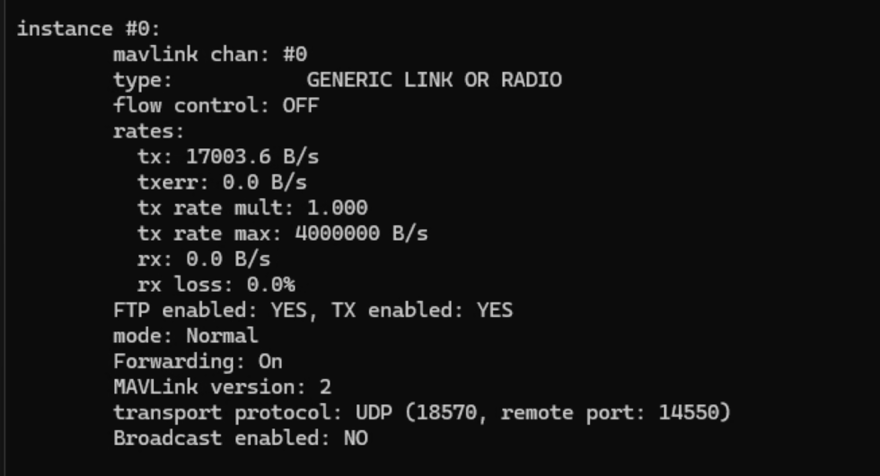 instance #0:
mavlink chan: #0
type: GENERIC LINK OR RADIO
flow control: OFF
rates:
tx: 17003.6 B/s
txerr: 0.0 B/s
tx rate mult: 1.000
tx rate max: 4000000 B/s
rx: 0.0 B/s
rx loss: 0.0%
FTP enabled: YES, TX enabled: YES
mode: Normal
Forwarding: On
MAVLink version: 2
transport protocol: UDP (18570, remote port: 14550)
Broadcast enabled: NO